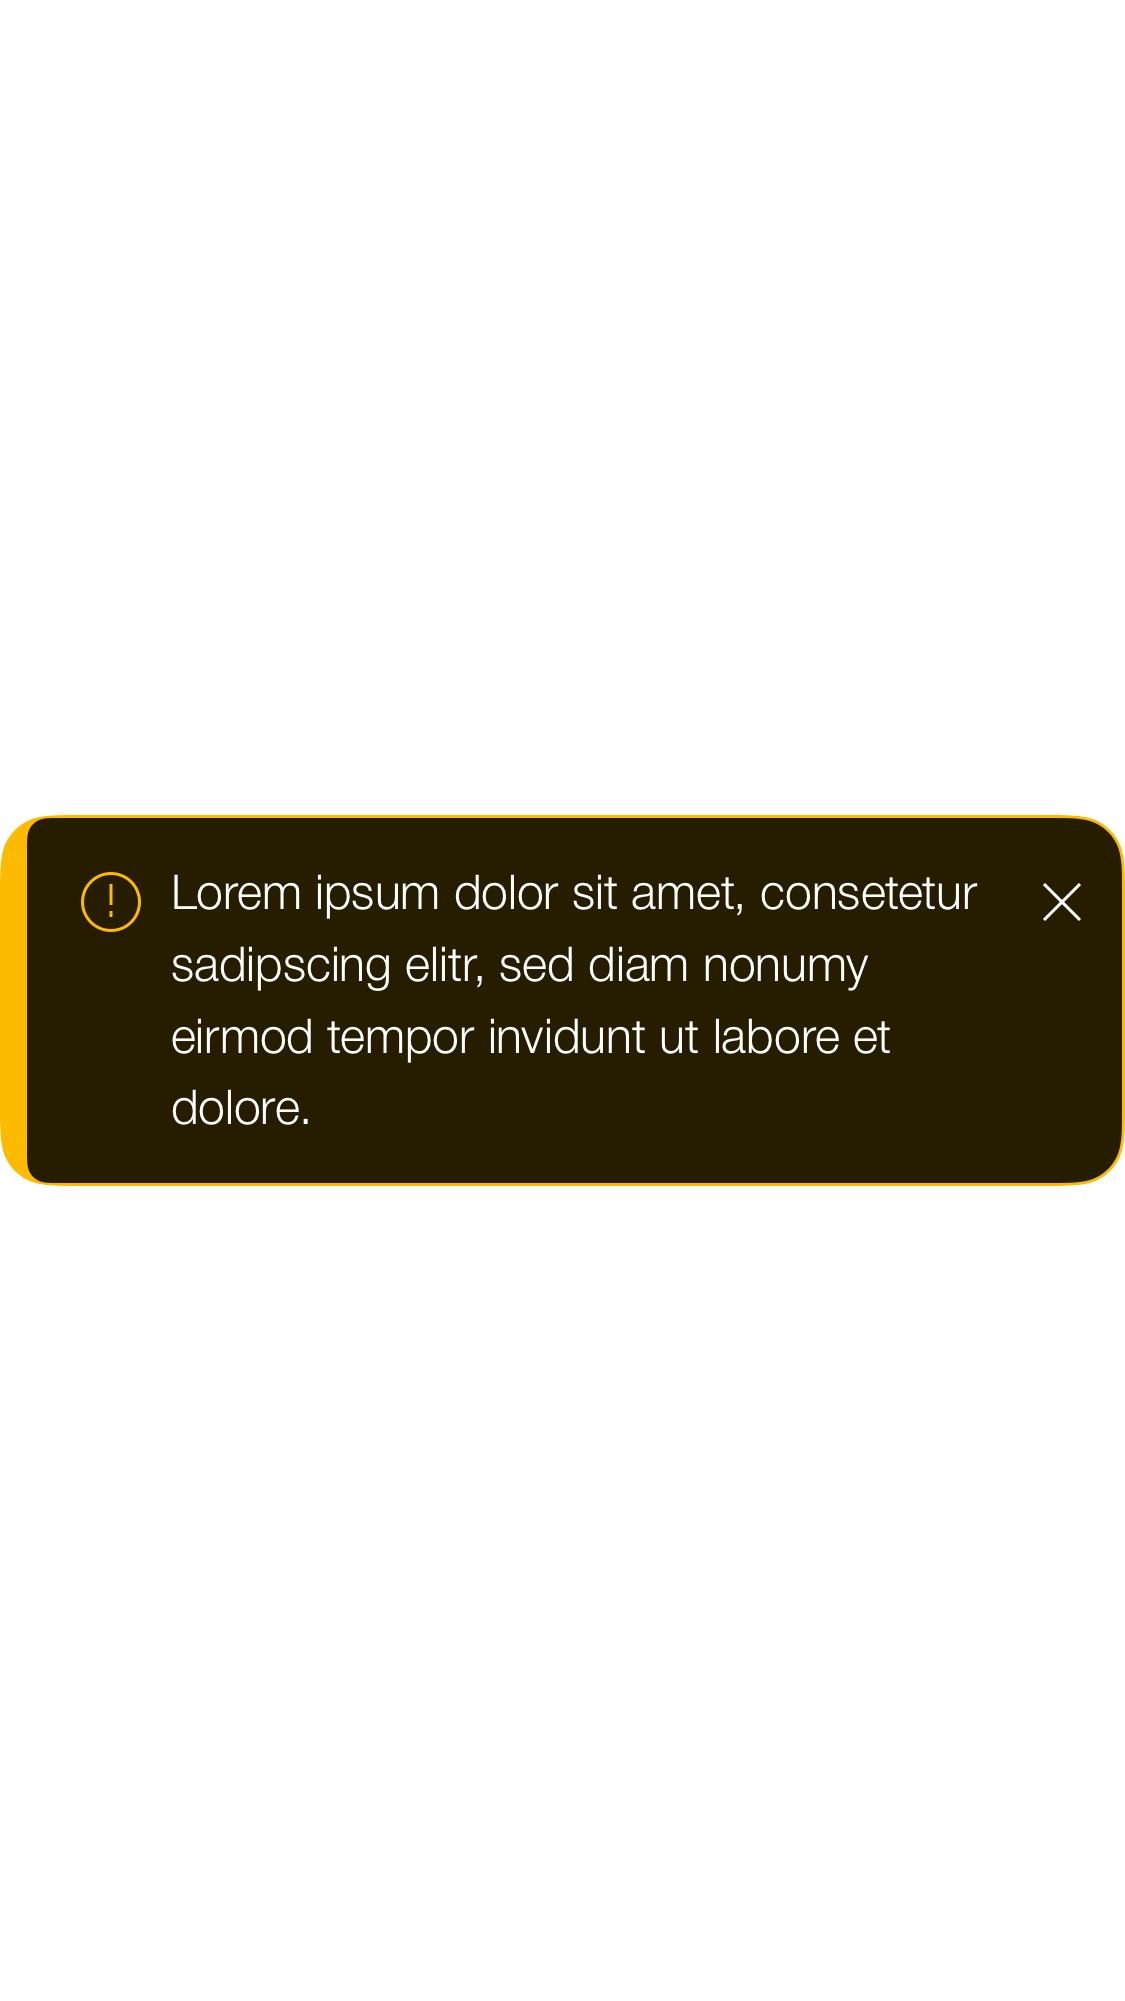 Lorem ipsum dolor sit amet, consetetur
sadipscing elitr, sed diam nonumy
eirmod tempor invidunt ut labore et
dolore.